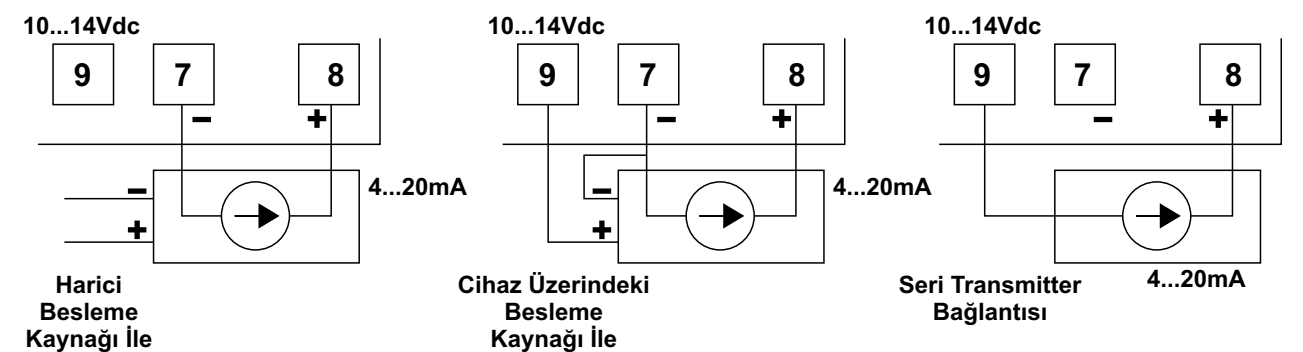 10...14Vdc
9
7
8
− +
− 4...20mA
+
Harici
Besleme
Kaynağı İle
10...14Vdc
9
7
8
− +
− 4...20mA
+
Cihaz Üzerindeki
Besleme
Kaynağı İle
10...14Vdc
9
7
8
− +
4...20mA
Seri Transmitter
Bağlantısı